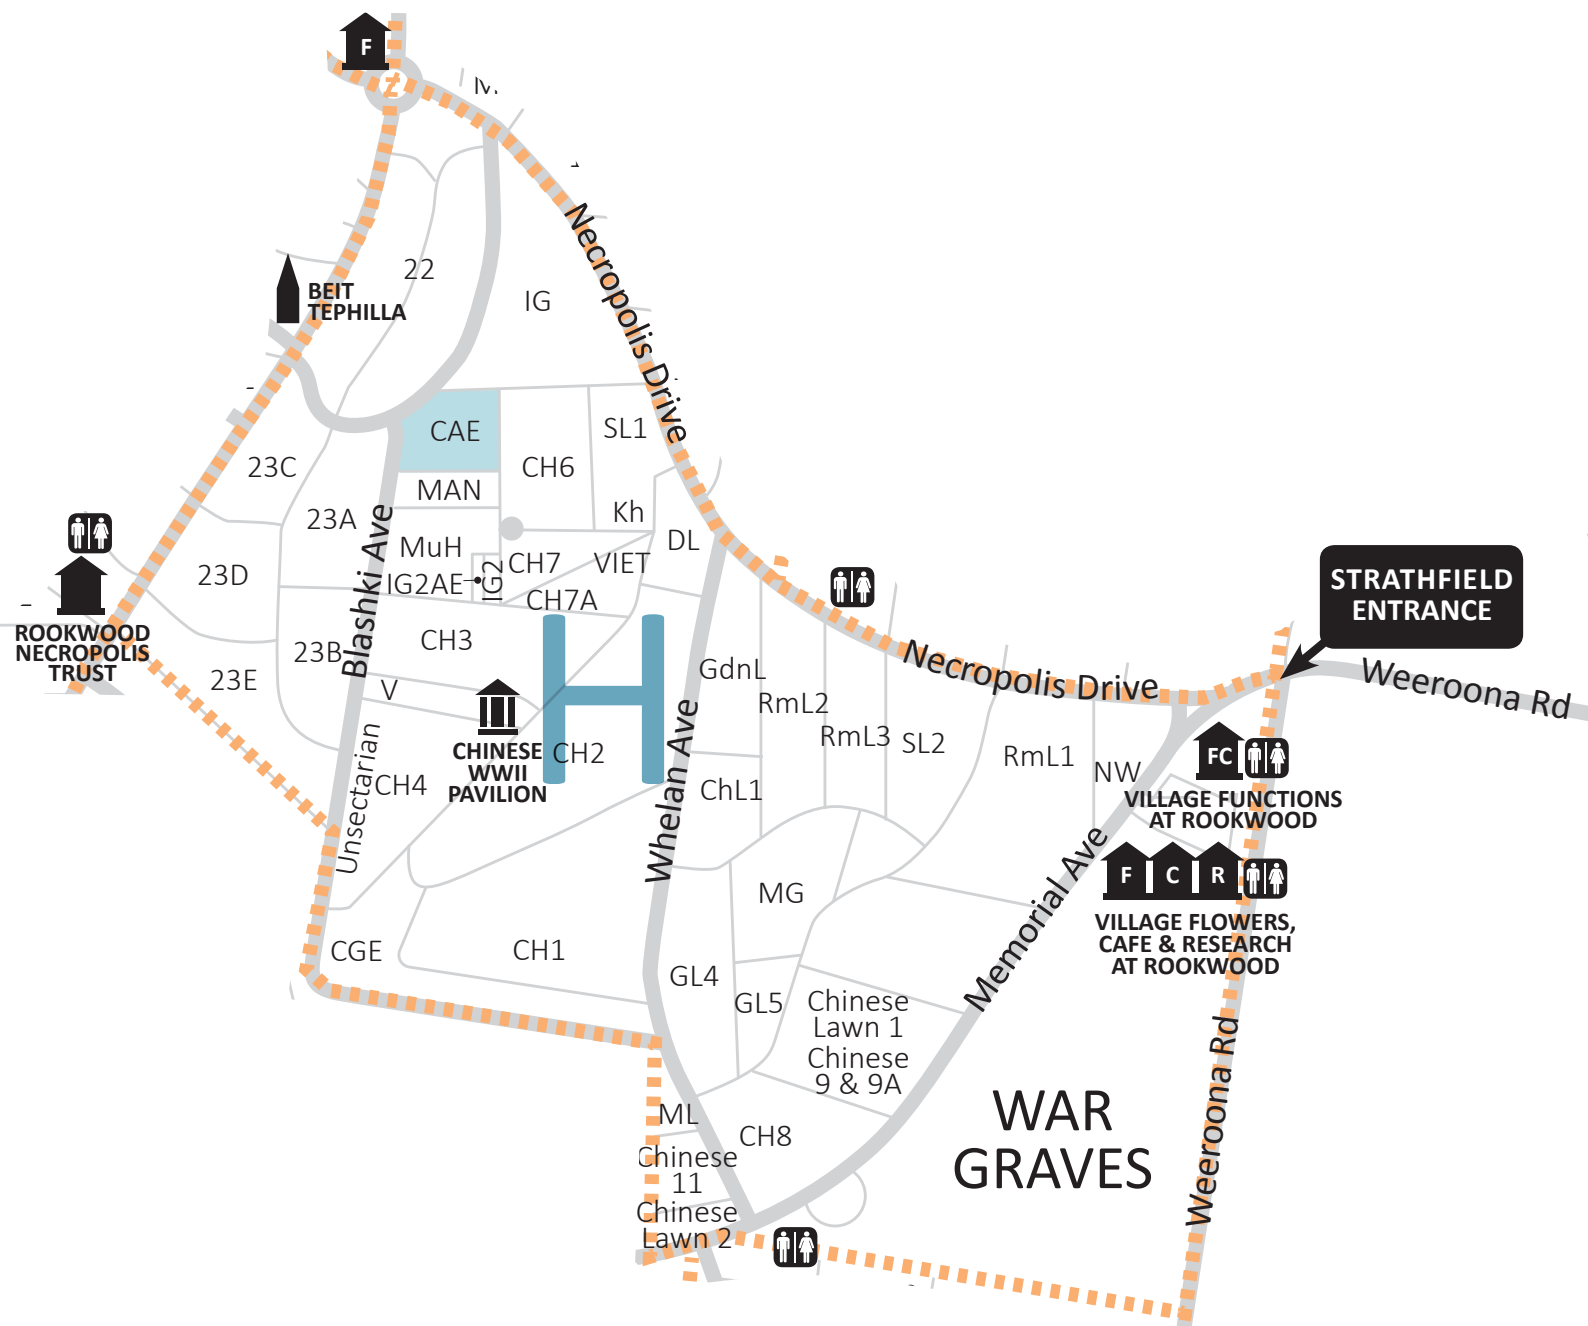 F
22
BEIT
TEPHILLA
IG
Necropolis Drive
CAE
SL1
23C
CH6
MAN
Kh
23A
MuH
DL
CH7
VIET
23D
IG2AE
IG2
CH7A
Blashki Ave
ROOKWOOD
NECROPOLIS
TRUST
23B
CH3
23E
V
CHINESE
WWII
PAVILION
H
CH2
CH4
Unsectarian
Whelan Ave
GdnL
RmL2
RmL3
SL2
ChL1
Necropolis Drive
RmL1
NW
STRATHFIELD
ENTRANCE
Weeroona Rd
FC
VILLAGE FUNCTIONS
AT ROOKWOOD
F C R
VILLAGE FLOWERS,
CAFE & RESEARCH
AT ROOKWOOD
Memorial Ave
MG
CGE
CH1
GL4
GL5
Chinese
Lawn 1
Chinese
9 & 9A
ML
CH8
Chinese
11
Chinese
Lawn 2
WAR
GRAVES
Weeroona Rd